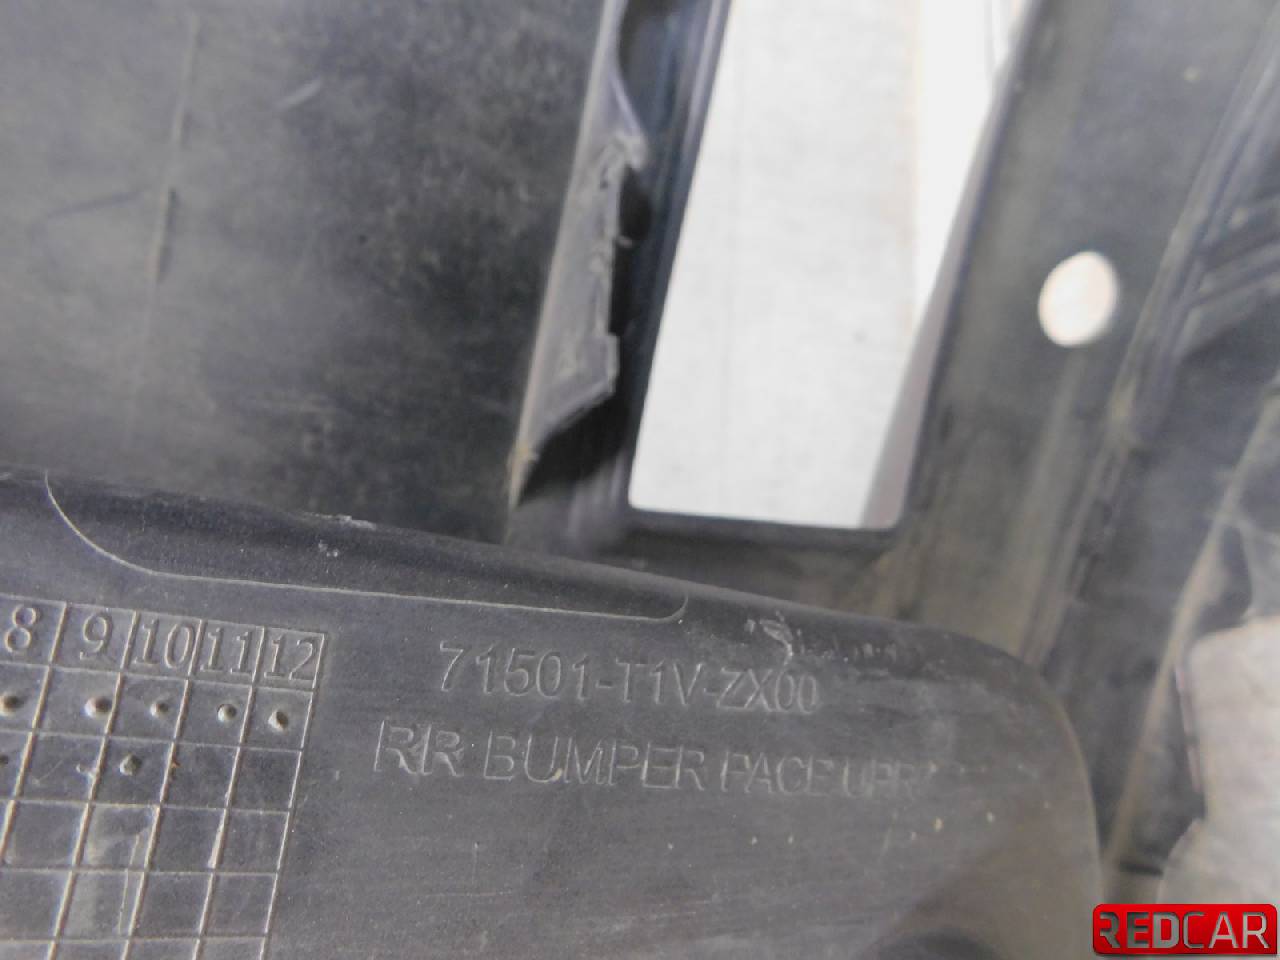 8 9 10 11 12
71501-T1V-ZX00
RR BUMPER FACE UPR
REDCAR